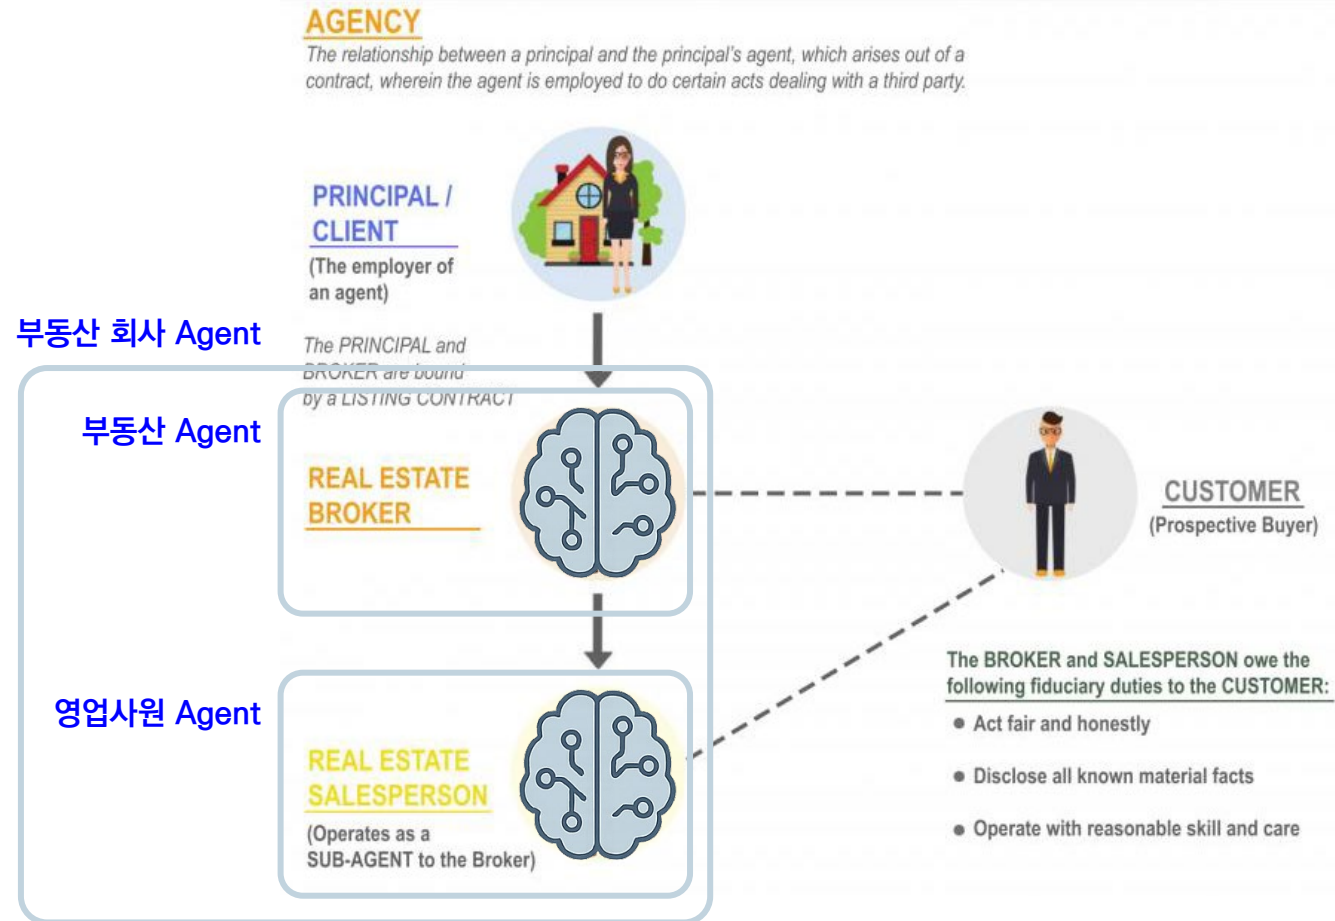 AGENCY
The relationship between a principal and the principal's agent, which arises out of a
contract, wherein the agent is employed to do certain acts dealing with a third party.
PRINCIPAL /
CLIENT
(The employer of
an agent)
부동산 회사 Agent
The PRINCIPAL and
BROKER are bound
by a LISTING CONTRACT
부동산 Agent
REAL ESTATE
BROKER
CUSTOMER
(Prospective Buyer)
영업사원 Agent
REAL ESTATE
SALESPERSON
(Operates as a
SUB-AGENT to the Broker)
The BROKER and SALESPERSON owe the
following fiduciary duties to the CUSTOMER:
● Act fair and honestly
● Disclose all known material facts
● Operate with reasonable skill and care